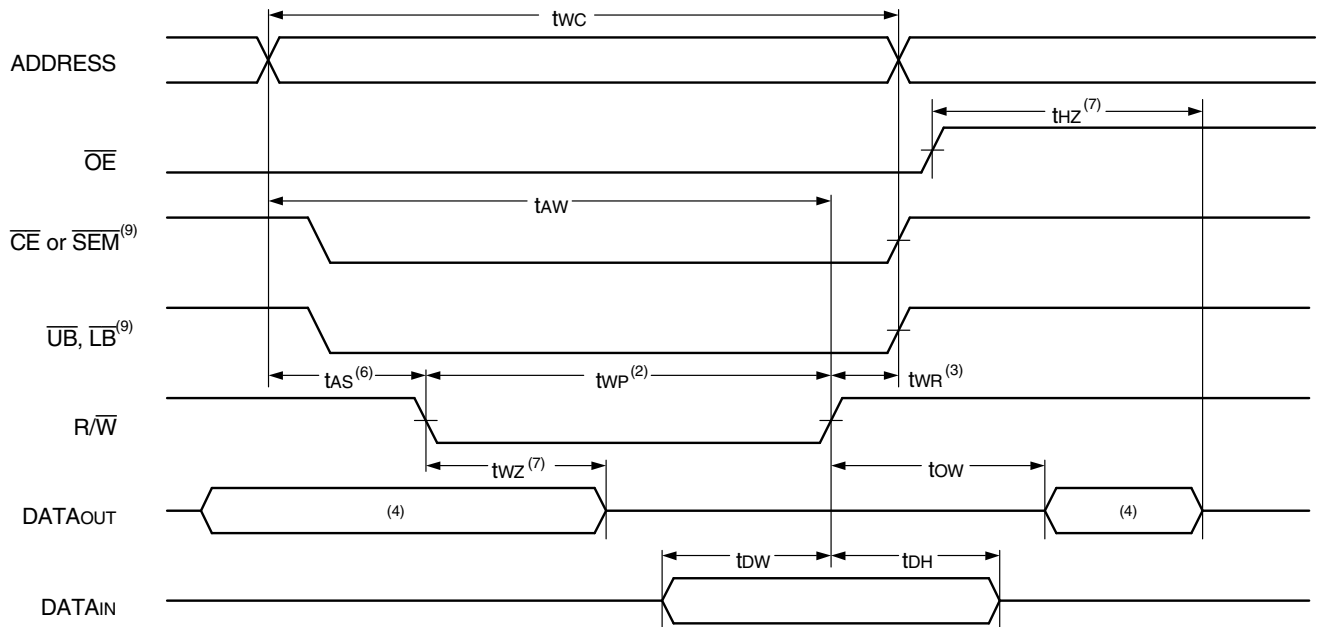 tWC
ADDRESS
tHZ(7)
OE
tAW
CE or SEM(9)
UB, LB(9)
tAS(6) tWP(2) tWR(3)
R/W
tWZ(7) tOW
DATAOUT (4) (4)
tDW tDH
DATAIN